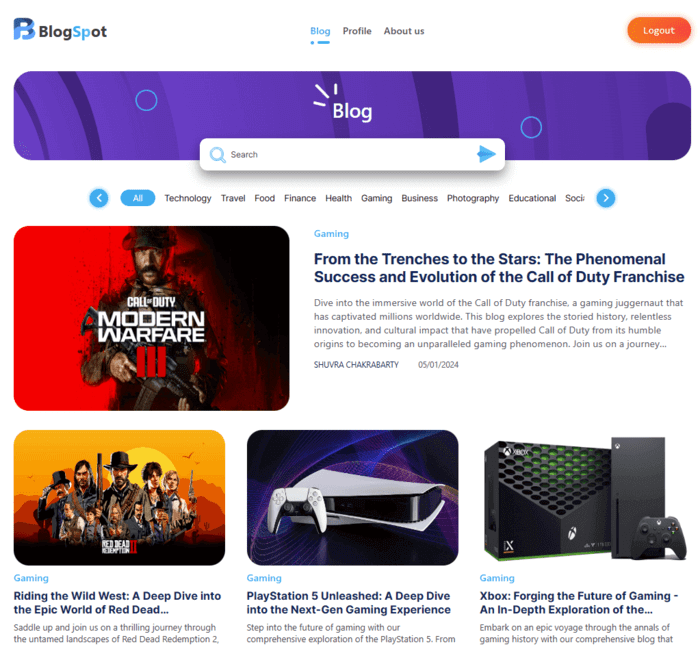 BlogSpot
Blog Profile About us
Logout
Blog
Search
All Technology Travel Food Finance Health Gaming Business Photography Educational Soci
CALL OF DUTY
MODERN
WARFARE
III
Gaming
From the Trenches to the Stars: The Phenomenal
Success and Evolution of the Call of Duty Franchise
Dive into the immersive world of the Call of Duty franchise, a gaming juggernaut that
has captivated millions worldwide. This blog explores the storied history, relentless
innovation, and cultural impact that have propelled Call of Duty from its humble
origins to becoming an unparalleled gaming phenomenon. Join us on a journey...
SHUVRA CHAKRABARTY 05/01/2024
RED DEAD
REDEMPTION II
Gaming
Riding the Wild West: A Deep Dive into
the Epic World of Red Dead...
Saddle up and join us on a thrilling journey through
the untamed landscapes of Red Dead Redemption 2,
Gaming
PlayStation 5 Unleashed: A Deep Dive
into the Next-Gen Gaming Experience
Step into the future of gaming with our
comprehensive exploration of the PlayStation 5. From
XBOX
X
Gaming
Xbox: Forging the Future of Gaming -
An In-Depth Exploration of the...
Embark on an epic voyage through the annals of
gaming history with our comprehensive blog that